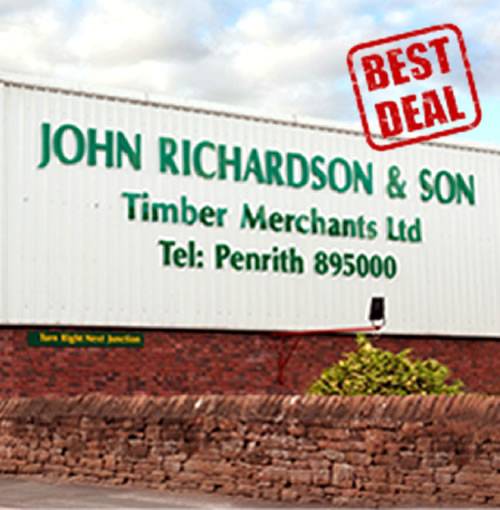 BEST
DEAL
JOHN RICHARDSON & SON
Timber Merchants Ltd
Tel: Penrith 895000
Turn Right Next Junction